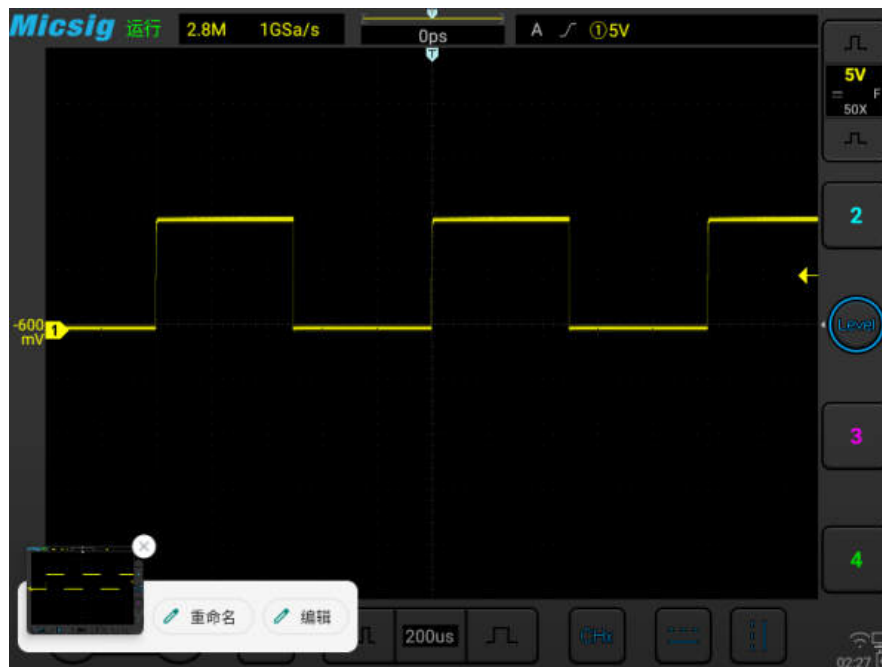 Micsig 运行 2.8M 1GSa/s 0ps A ①5V
T
5V
F
50X
2
-600 mV
1
Level
3
4
重命名 编辑
200us
CHx
02:27